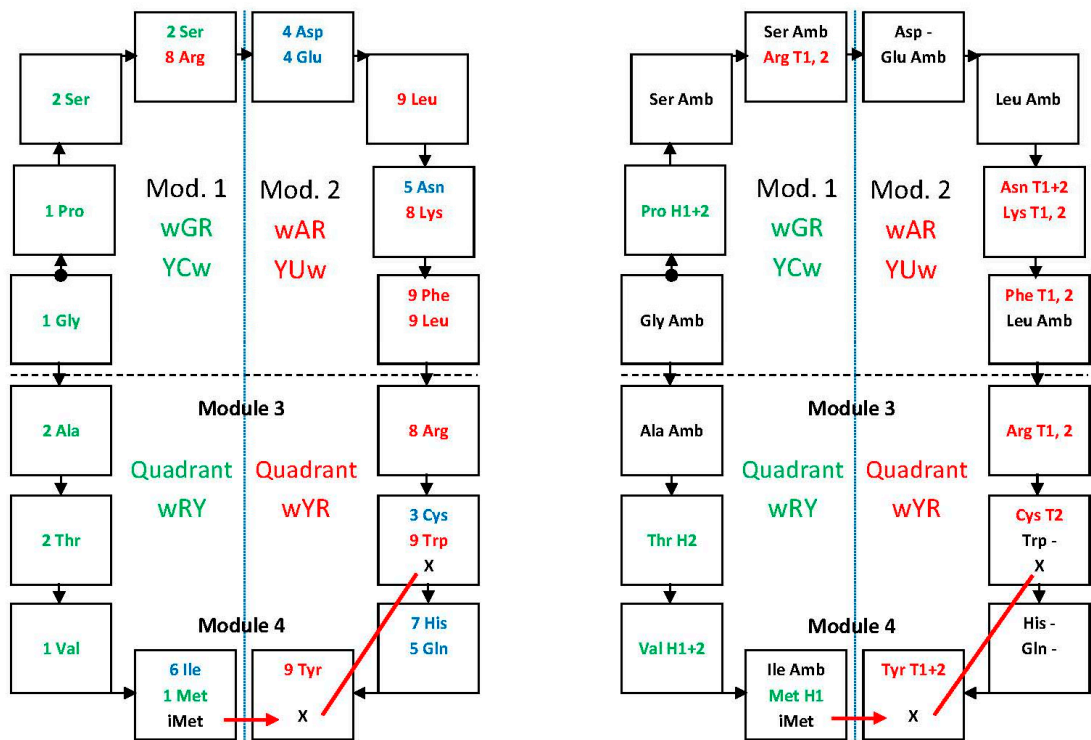 2 Ser
8 Arg
4 Asp
4 Glu
2 Ser
9 Leu
1 Pro
Mod. 1
wGR
YCw
Mod. 2
wAR
YUw
5 Asn
8 Lys
1 Gly
9 Phe
9 Leu
Module 3
2 Ala
Quadrant
wRY
Quadrant
wYR
8 Arg
2 Thr
3 Cys
9 Trp
X
Module 4
1 Val
7 His
5 Gln
6 Ile
1 Met
iMet
9 Tyr
X
Ser Amb
Arg T1, 2
Asp -
Glu Amb
Ser Amb
Leu Amb
Pro H1+2
Mod. 1
wGR
YCw
Mod. 2
wAR
YUw
Asn T1+2
Lys T1, 2
Gly Amb
Phe T1, 2
Leu Amb
Module 3
Ala Amb
Quadrant
wRY
Quadrant
wYR
Arg T1, 2
Thr H2
Cys T2
Trp -
X
Module 4
Val H1+2
His -
Gln -
Ile Amb
Met H1
iMet
Tyr T1+2
X